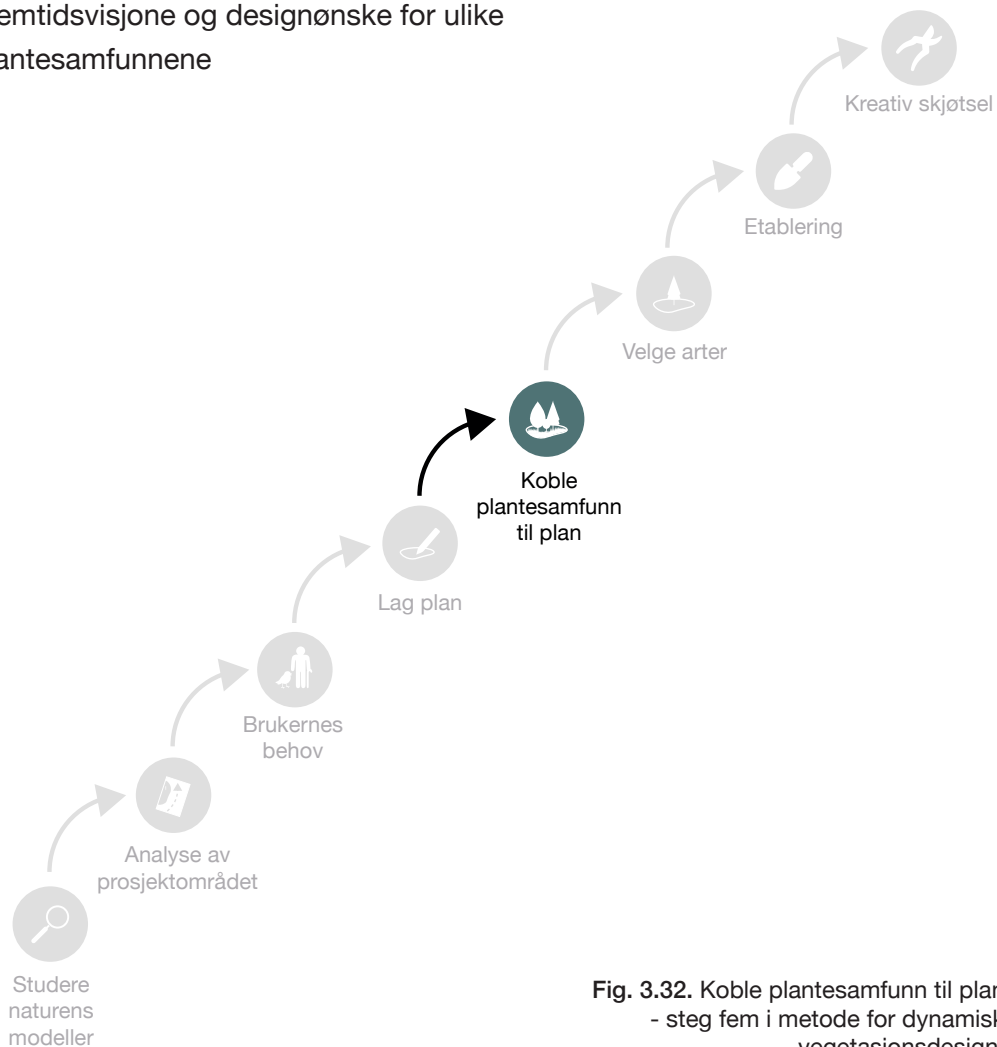 emtidsvisjone og designønske for ulike
antesamfunnene
Kreativ skjøtsel
Etablering
Velge arter
Koble
plantesamfunn
til plan
Lag plan
Brukernes
behov
Analyse av
prosjektområdet
Studere
naturens
modeller
Fig. 3.32. Koble plantesamfunn til plan
- steg fem i metode for dynamisk
vegetasjonsdesign